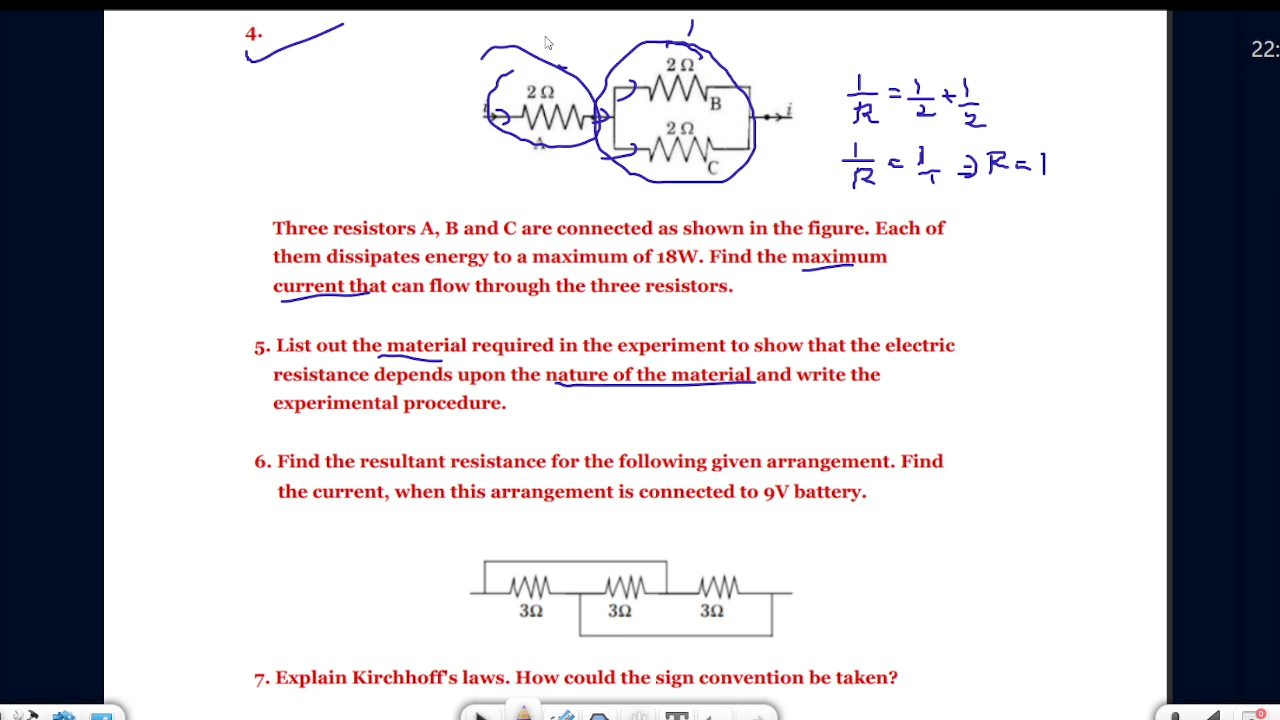 4.
1
2 Ω
2 Ω
B
2 Ω
A
C
i
1/R = 1/2 + 1/2
1/R = 1/1 ⇒ R = 1
22:
Three resistors A, B and C are connected as shown in the figure. Each of
them dissipates energy to a maximum of 18W. Find the maximum
current that can flow through the three resistors.
5. List out the material required in the experiment to show that the electric
resistance depends upon the nature of the material and write the
experimental procedure.
6. Find the resultant resistance for the following given arrangement. Find
the current, when this arrangement is connected to 9V battery.
3Ω 3Ω 3Ω
7. Explain Kirchhoff's laws. How could the sign convention be taken?